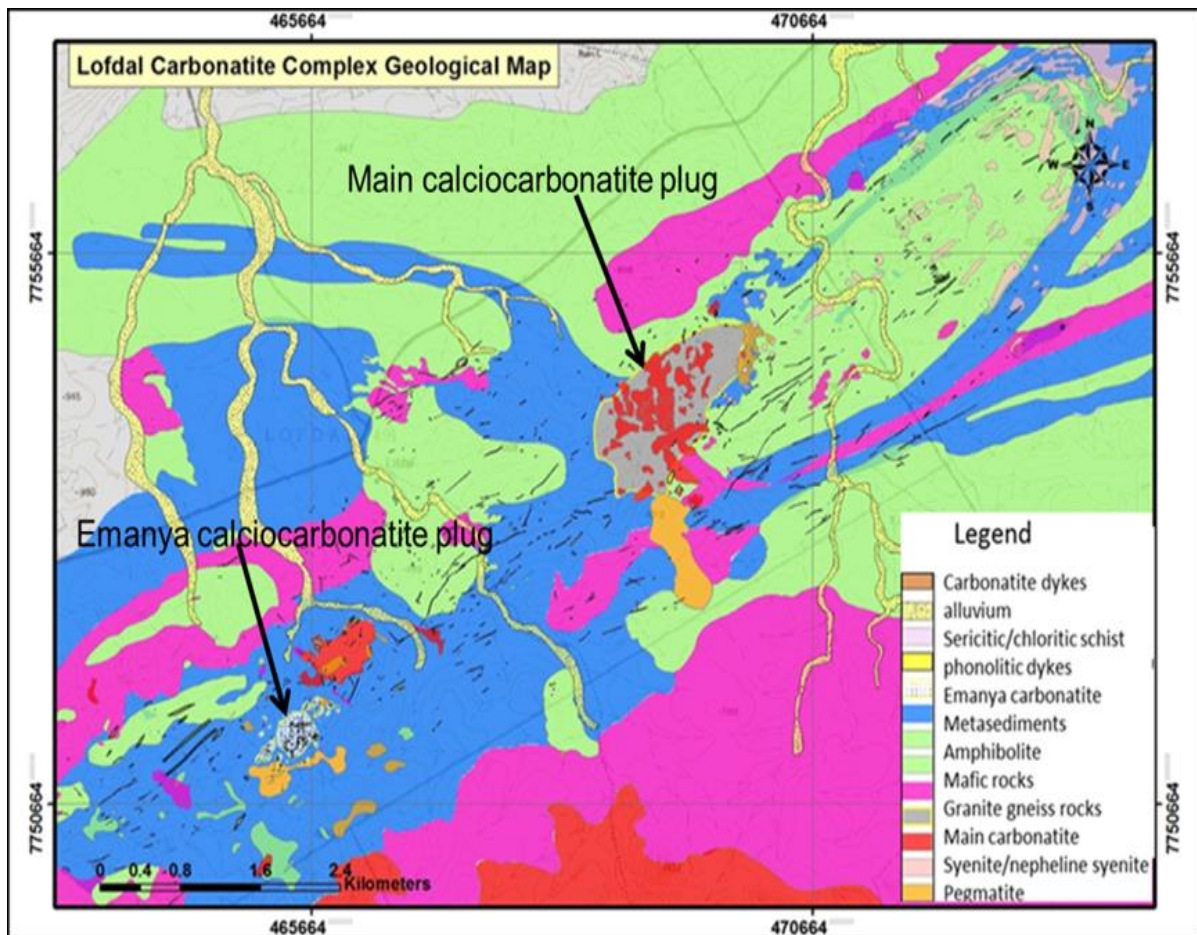 465664
470664
Lofdal Carbonatite Complex Geological Map
N
W
E
S
Main calciocarbonatite plug
7755664
7755664
Emanya calciocarbonatite plug
Legend
Carbonatite dykes
alluvium
Sericitic/chloritic schist
phonolitic dykes
Emanya carbonatite
Metasediments
Amphibolite
Mafic rocks
Granite gneiss rocks
Main carbonatite
Syenite/nepheline syenite
Pegmatite
7750664
7750664
0 0.4 0.8 1.6 2.4
Kilometers
465664
470664